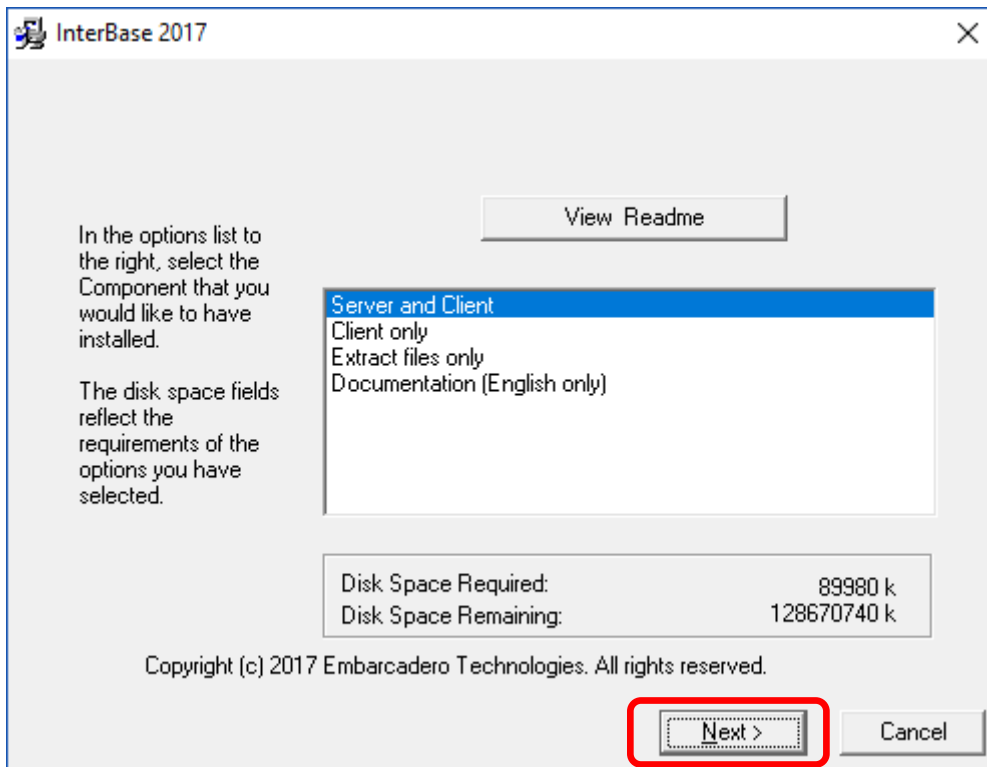 InterBase 2017
View Readme
In the options list to
the right, select the
Component that you
would like to have
installed.
The disk space fields
reflect the
requirements of the
options you have
selected.
Server and Client
Client only
Extract files only
Documentation (English only)
Disk Space Required: 89980 k
Disk Space Remaining: 128670740 k
Copyright (c) 2017 Embarcadero Technologies. All rights reserved.
Next > Cancel